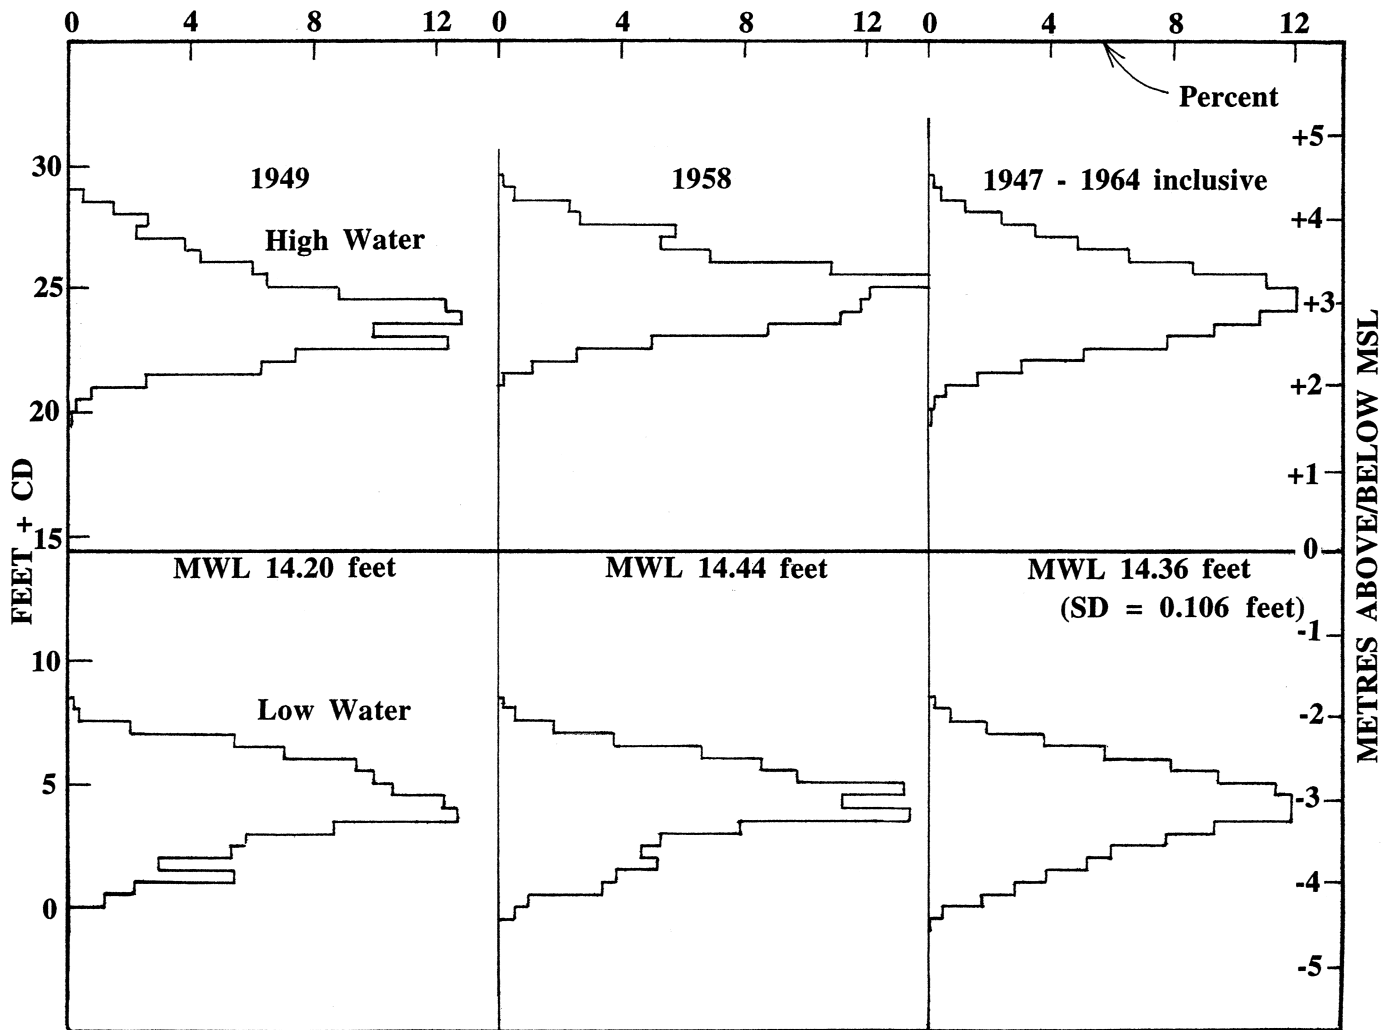 0 4 8 12 0 4 8 12 0 4 8 12
Percent
+5
30
1949 1958 1947 - 1964 inclusive
+4
High Water
25
+3
20
+2
+1
15
0
FEET + CD
METRES ABOVE/BELOW MSL
MWL 14.20 feet MWL 14.44 feet MWL 14.36 feet
(SD = 0.106 feet)
-1
10
Low Water
-2
5
-3
-4
0
-5